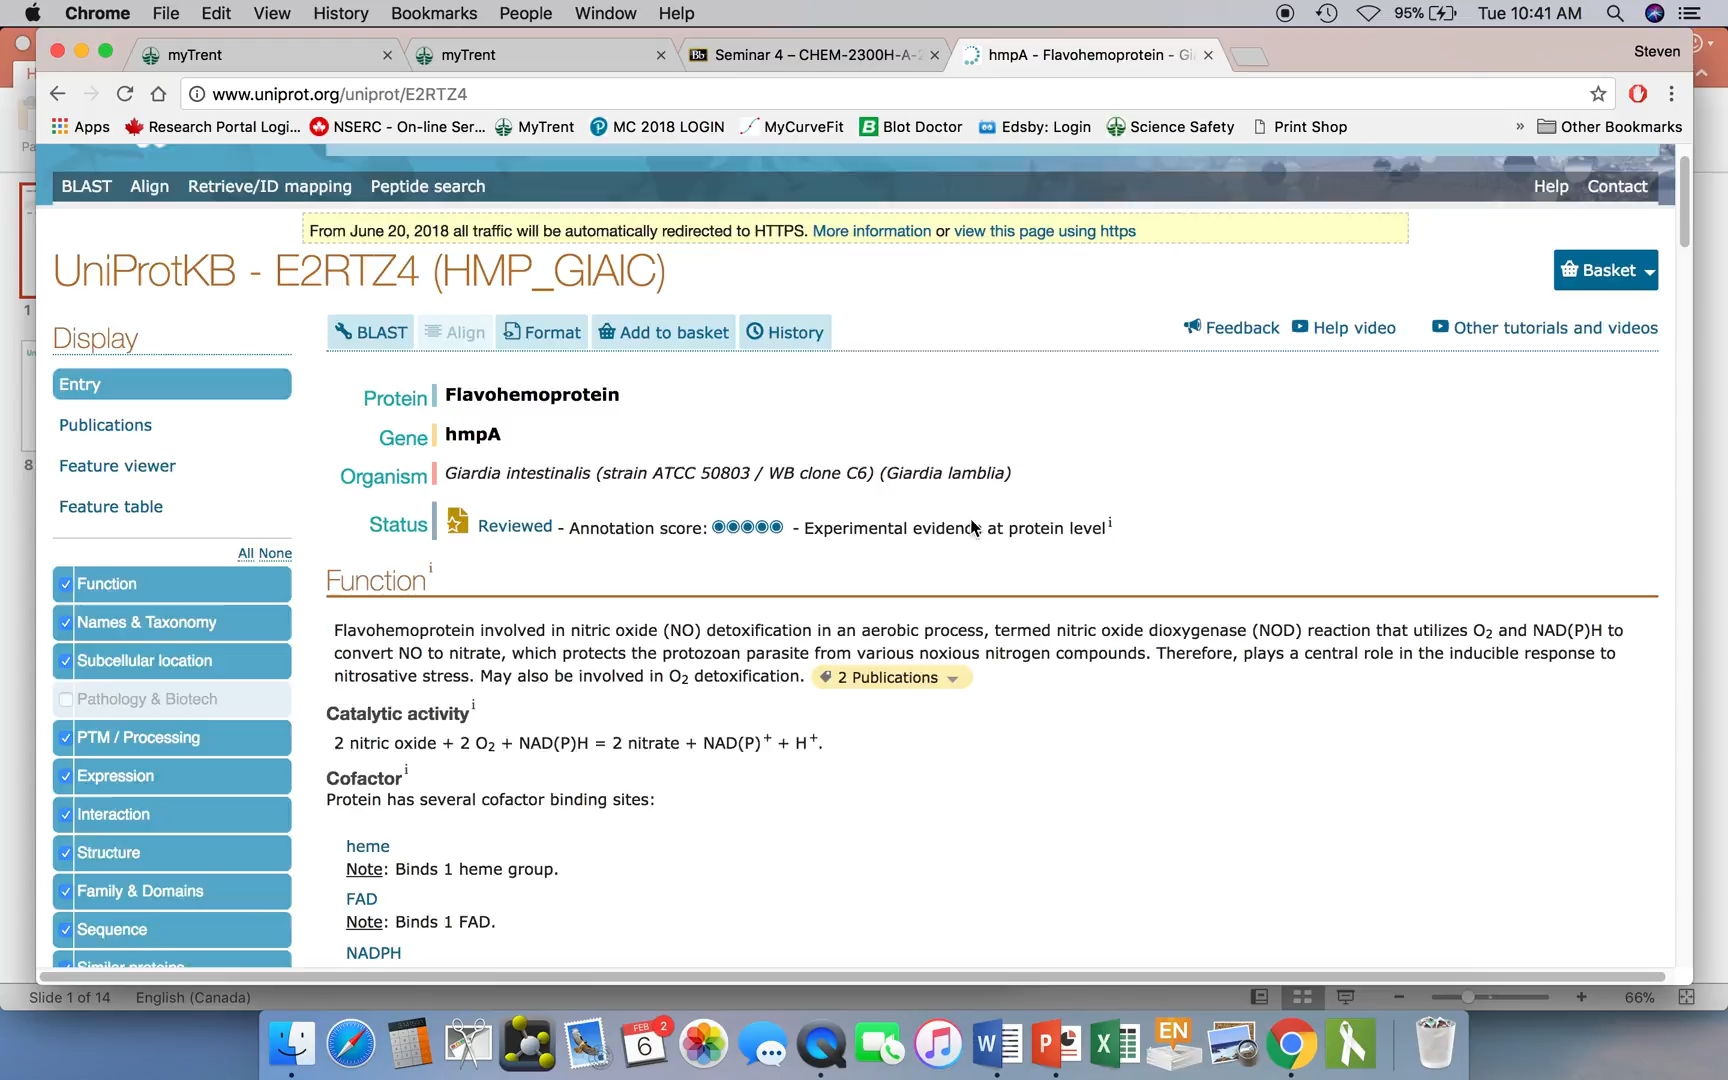 Chrome File Edit View History Bookmarks People Window Help 95% Tue 10:41 AM
myTrent myTrent Bb Seminar 4 – CHEM-2300H-A-2 hmpA - Flavohemoprotein - Gi Steven
www.uniprot.org/uniprot/E2RTZ4
Apps Research Portal Logi... NSERC - On-line Ser... MyTrent MC 2018 LOGIN MyCurveFit Blot Doctor Edsby: Login Science Safety Print Shop » Other Bookmarks
BLAST Align Retrieve/ID mapping Peptide search Help Contact
From June 20, 2018 all traffic will be automatically redirected to HTTPS. More information or view this page using https
UniProtKB - E2RTZ4 (HMP_GIAIC)
Basket
Display
BLAST Align Format Add to basket History Feedback Help video Other tutorials and videos
Entry
Publications
Feature viewer
Feature table
All None
Function
Names & Taxonomy
Subcellular location
Pathology & Biotech
PTM / Processing
Expression
Interaction
Structure
Family & Domains
Sequence
Similar proteins
Protein Flavohemoprotein
Gene hmpA
Organism Giardia intestinalis (strain ATCC 50803 / WB clone C6) (Giardia lamblia)
Status Reviewed - Annotation score: - Experimental evidence at protein level i
Function i
Flavohemoprotein involved in nitric oxide (NO) detoxification in an aerobic process, termed nitric oxide dioxygenase (NOD) reaction that utilizes O₂ and NAD(P)H to
convert NO to nitrate, which protects the protozoan parasite from various noxious nitrogen compounds. Therefore, plays a central role in the inducible response to
nitrosative stress. May also be involved in O₂ detoxification. 2 Publications
Catalytic activity i
2 nitric oxide + 2 O₂ + NAD(P)H = 2 nitrate + NAD(P)⁺ + H⁺.
Cofactor i
Protein has several cofactor binding sites:
heme
Note: Binds 1 heme group.
FAD
Note: Binds 1 FAD.
NADPH
1
8
Slide 1 of 14 English (Canada) 66%
FEB 2
6
W P X EN